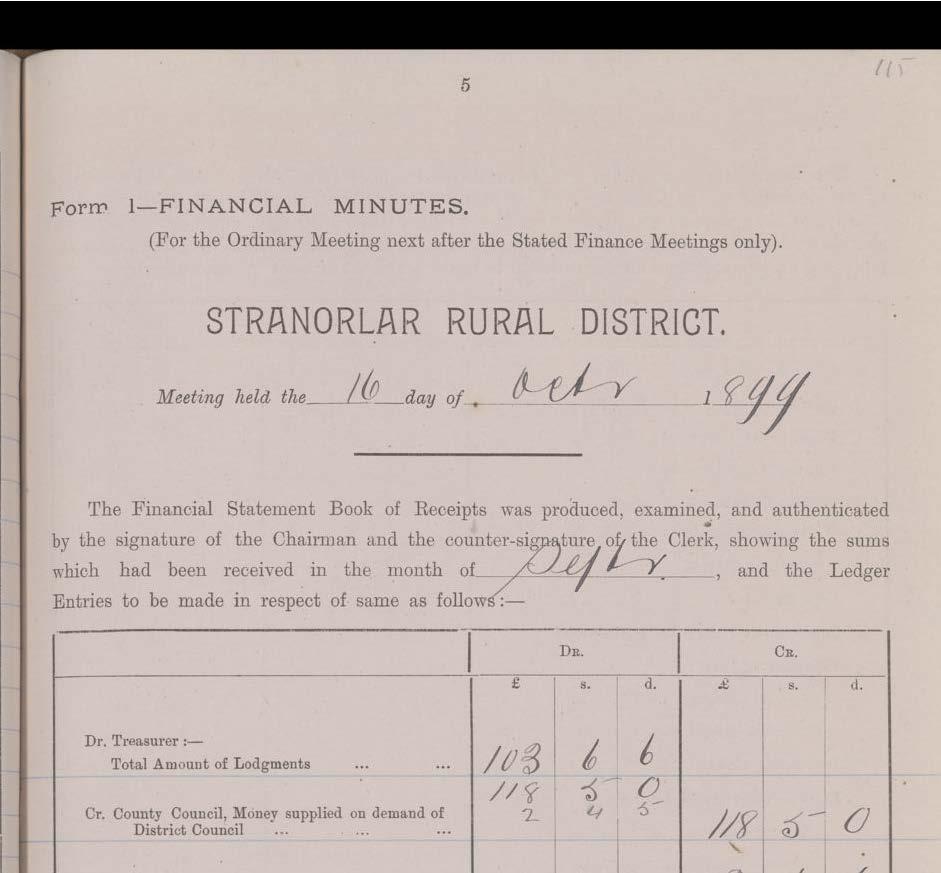 115
5
Form 1—FINANCIAL MINUTES.
(For the Ordinary Meeting next after the Stated Finance Meetings only).
STRANORLAR RURAL DISTRICT.
Meeting held the 16 day of Octr 1899
The Financial Statement Book of Receipts was produced, examined, and authenticated
by the signature of the Chairman and the counter-signature of the Clerk, showing the sums
which had been received in the month of Septr, and the Ledger
Entries to be made in respect of same as follows:—
DR. CR.
£ s. d. £ s. d.
Dr. Treasurer :—
Total Amount of Lodgments ... ... 103 6 6
118 5 0
Cr. County Council, Money supplied on demand of 2 4 5
District Council ... ... ... 118 5 0